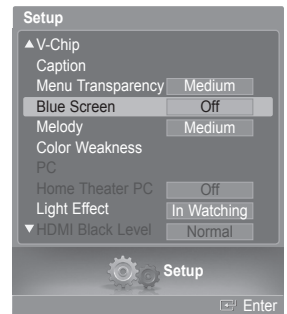 Setup
▲V-Chip
Caption
Menu Transparency Medium
Blue Screen Off
Melody Medium
Color Weakness
PC
Home Theater PC Off
Light Effect In Watching
▼HDMI Black Level Normal
Setup
Enter